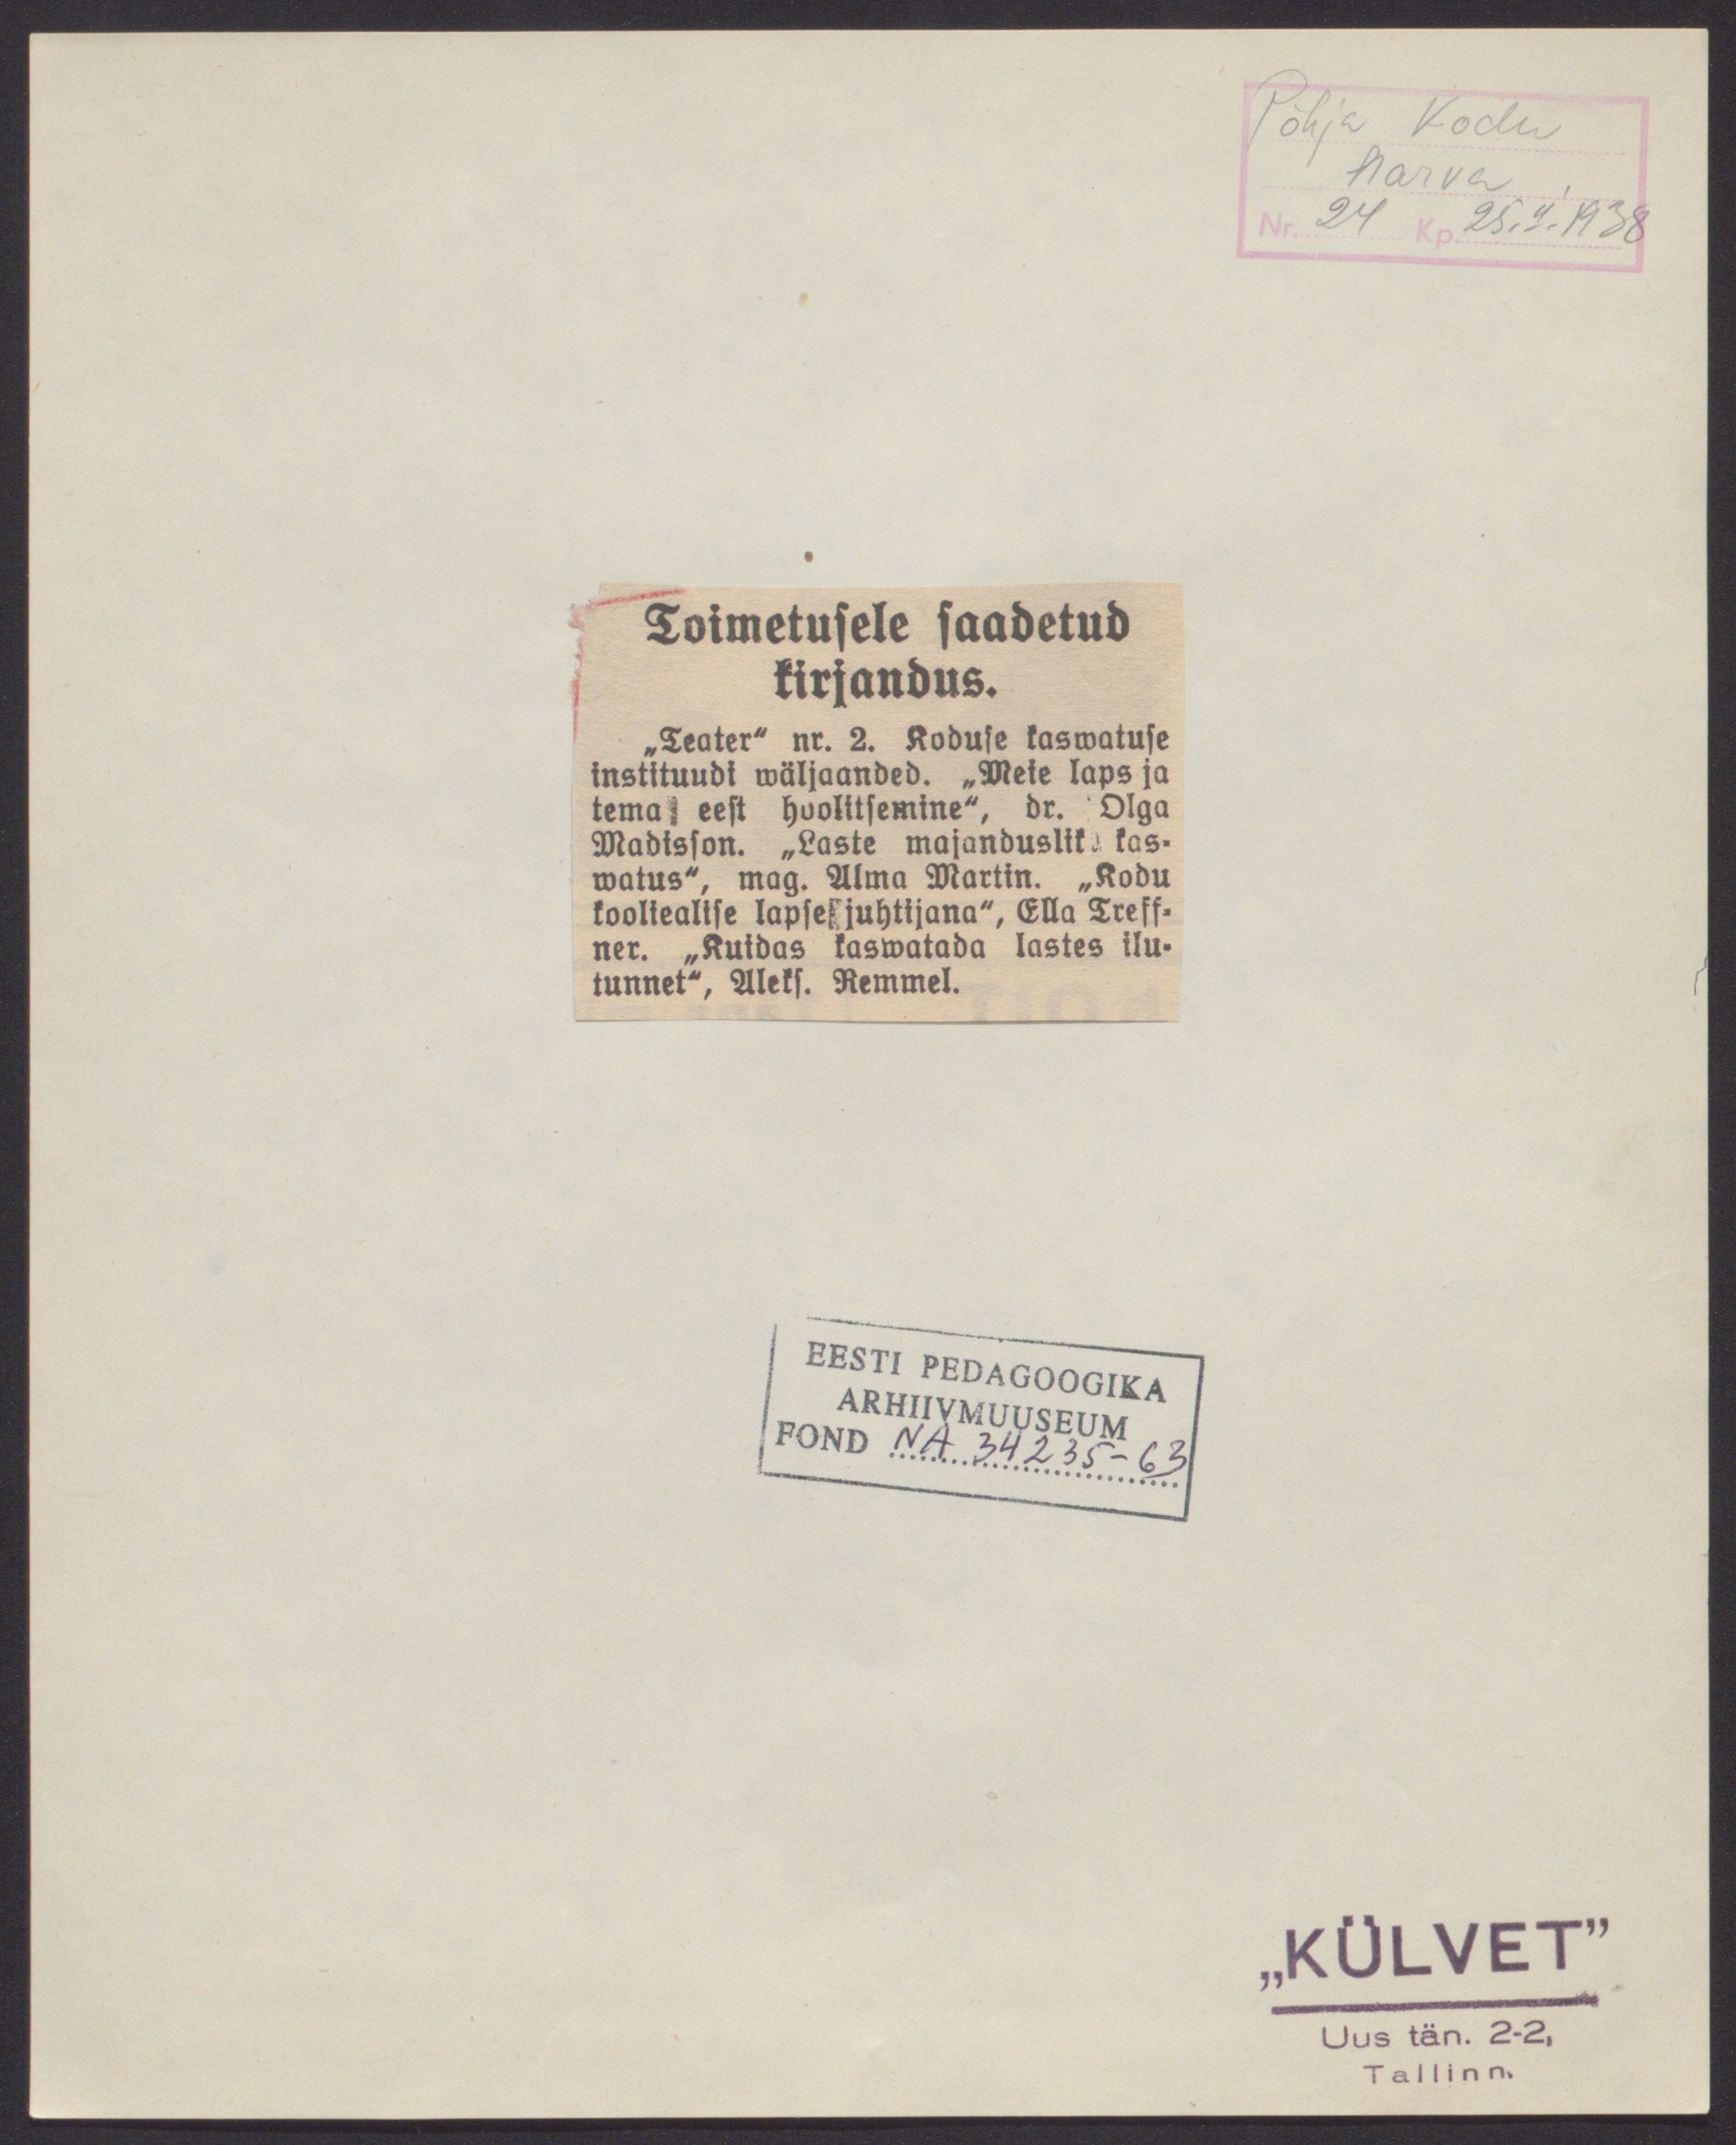 Põhja Kodu
Narva
Nr. 24 Kp. 25.II.1938
Toimetusele saadetud
kirjandus.
„Teater“ nr. 2. Koduse kaswatuse
instituudi wäljaanded. „Meie laps ja
tema eest hoolitsemine“, dr. Olga
Madisson. „Laste majanduslik kas-
watus“, mag. Alma Martin. „Kodu
kooliealise lapse juhtijana“, Ella Treff-
ner. „Kuidas kaswatada lastes ilu-
tunnet“, Aleks. Remmel.
EESTI PEDAGOOGIKA
ARHIIVMUUSEUM
FOND NA 34235-63
„KÜLVET”
Uus tän. 2-2,
Tallinn.